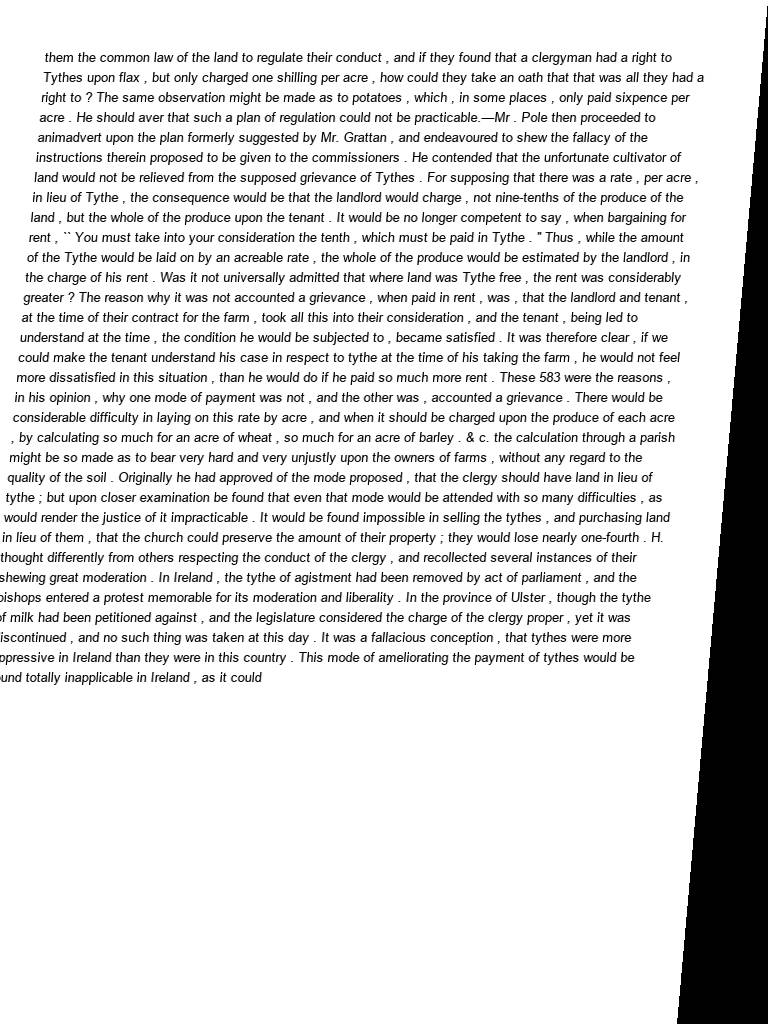 them the common law of the land to regulate their conduct , and if they found that a clergyman had a right to
Tythes upon flax , but only charged one shilling per acre , how could they take an oath that that was all they had a
right to ? The same observation might be made as to potatoes , which , in some places , only paid sixpence per
acre . He should aver that such a plan of regulation could not be practicable.—Mr . Pole then proceeded to
animadvert upon the plan formerly suggested by Mr. Grattan , and endeavoured to shew the fallacy of the
instructions therein proposed to be given to the commissioners . He contended that the unfortunate cultivator of
land would not be relieved from the supposed grievance of Tythes . For supposing that there was a rate , per acre ,
in lieu of Tythe , the consequence would be that the landlord would charge , not nine-tenths of the produce of the
land , but the whole of the produce upon the tenant . It would be no longer competent to say , when bargaining for
rent , `` You must take into your consideration the tenth , which must be paid in Tythe . '' Thus , while the amount
of the Tythe would be laid on by an acreable rate , the whole of the produce would be estimated by the landlord , in
the charge of his rent . Was it not universally admitted that where land was Tythe free , the rent was considerably
greater ? The reason why it was not accounted a grievance , when paid in rent , was , that the landlord and tenant ,
at the time of their contract for the farm , took all this into their consideration , and the tenant , being led to
understand at the time , the condition he would be subjected to , became satisfied . It was therefore clear , if we
could make the tenant understand his case in respect to tythe at the time of his taking the farm , he would not feel
more dissatisfied in this situation , than he would do if he paid so much more rent . These 583 were the reasons ,
in his opinion , why one mode of payment was not , and the other was , accounted a grievance . There would be
considerable difficulty in laying on this rate by acre , and when it should be charged upon the produce of each acre
, by calculating so much for an acre of wheat , so much for an acre of barley . & c. the calculation through a parish
might be so made as to bear very hard and very unjustly upon the owners of farms , without any regard to the
quality of the soil . Originally he had approved of the mode proposed , that the clergy should have land in lieu of
tythe ; but upon closer examination be found that even that mode would be attended with so many difficulties , as
would render the justice of it impracticable . It would be found impossible in selling the tythes , and purchasing land
in lieu of them , that the church could preserve the amount of their property ; they would lose nearly one-fourth . H.
thought differently from others respecting the conduct of the clergy , and recollected several instances of their
shewing great moderation . In Ireland , the tythe of agistment had been removed by act of parliament , and the
bishops entered a protest memorable for its moderation and liberality . In the province of Ulster , though the tythe
of milk had been petitioned against , and the legislature considered the charge of the clergy proper , yet it was
iscontinued , and no such thing was taken at this day . It was a fallacious conception , that tythes were more
ppressive in Ireland than they were in this country . This mode of ameliorating the payment of tythes would be
und totally inapplicable in Ireland , as it could